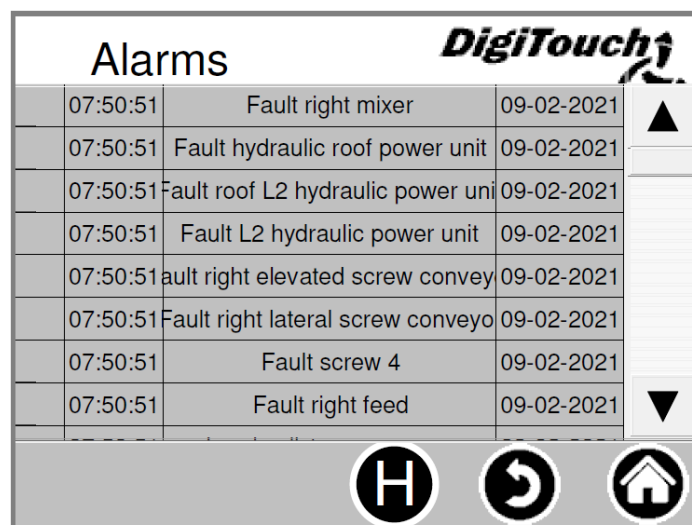 Alarms
DigiTouch
07:50:51 Fault right mixer 09-02-2021
07:50:51 Fault hydraulic roof power unit 09-02-2021
07:50:51 Fault roof L2 hydraulic power uni 09-02-2021
07:50:51 Fault L2 hydraulic power unit 09-02-2021
07:50:51 ault right elevated screw convey 09-02-2021
07:50:51 Fault right lateral screw conveyo 09-02-2021
07:50:51 Fault screw 4 09-02-2021
07:50:51 Fault right feed 09-02-2021
H